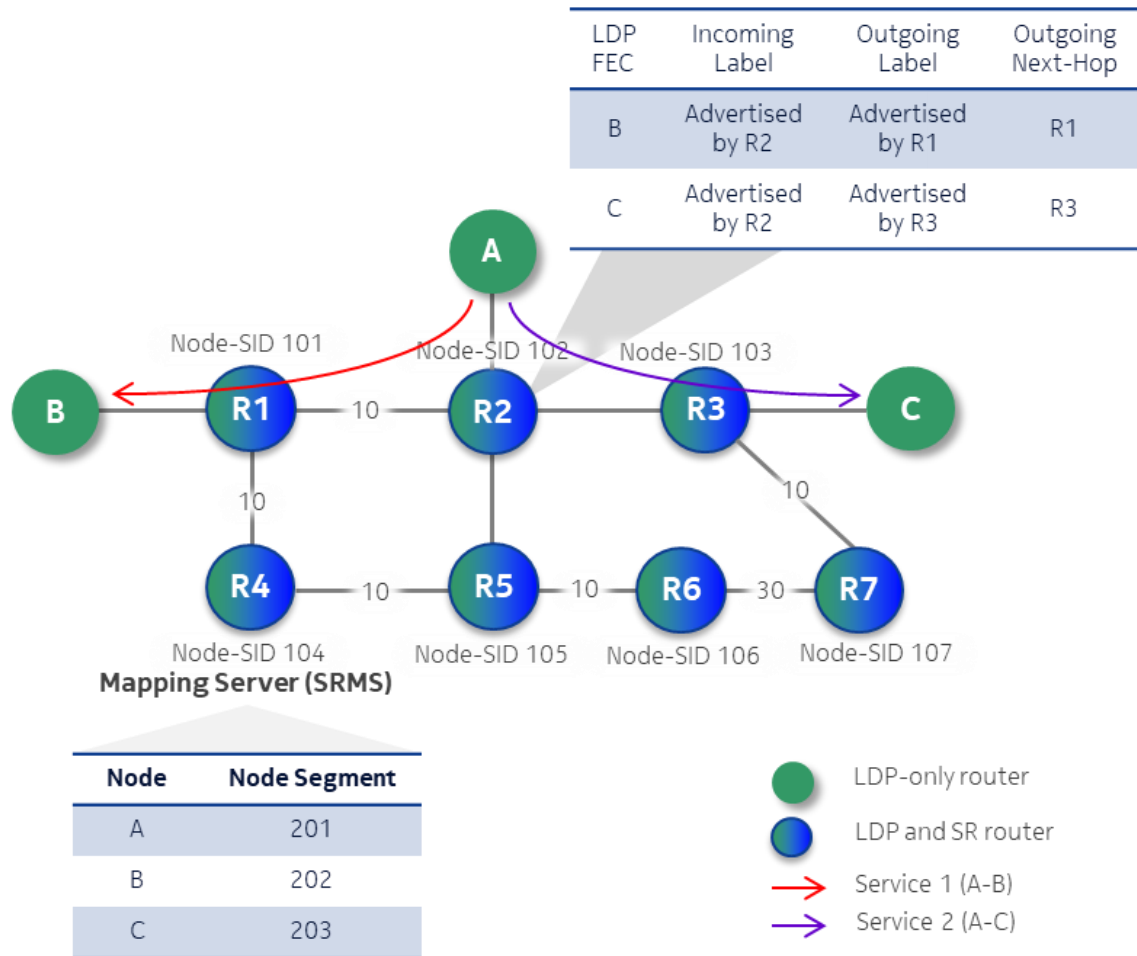 LDP FEC Incoming Label Outgoing Label Outgoing Next-Hop
B Advertised by R2 Advertised by R1 R1
C Advertised by R2 Advertised by R3 R3
A
Node-SID 101
Node-SID 102
Node-SID 103
B
R1
10
R2
R3
C
10
10
R4
10
R5
10
R6
30
R7
Node-SID 104
Node-SID 105
Node-SID 106
Node-SID 107
Mapping Server (SRMS)
Node Node Segment
A 201
B 202
C 203
LDP-only router
LDP and SR router
Service 1 (A-B)
Service 2 (A-C)